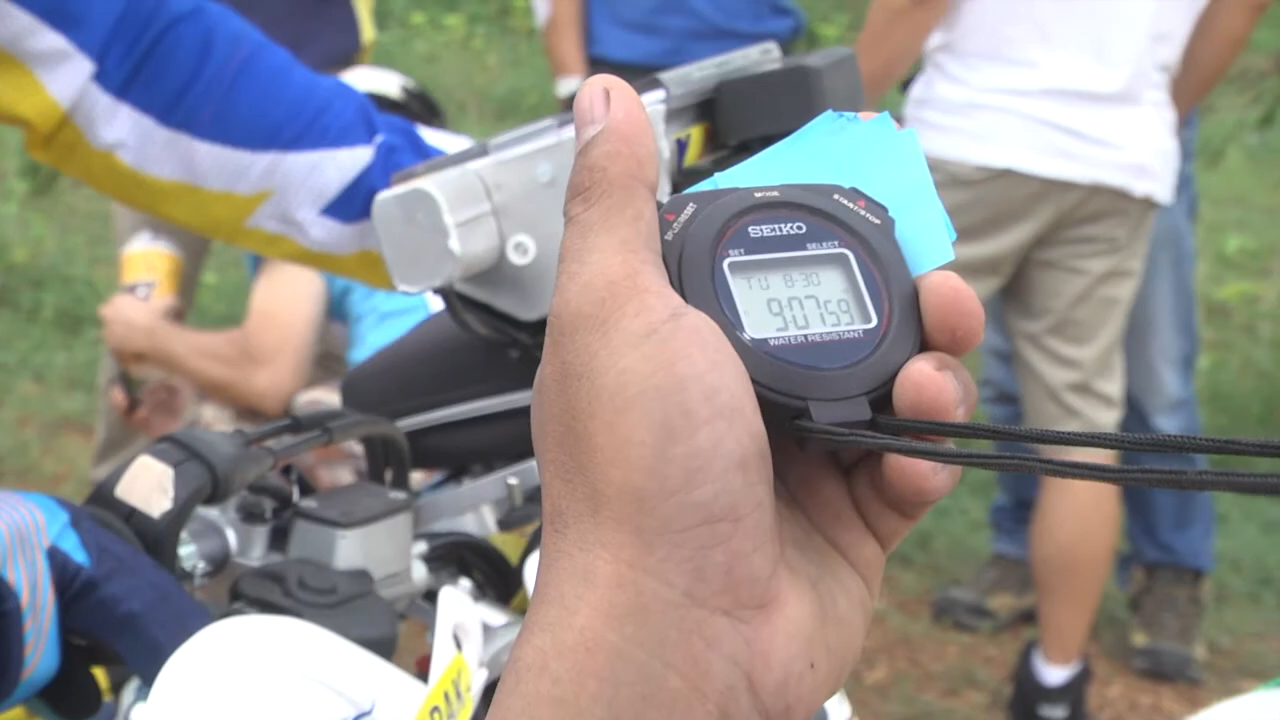 MODE
SPLIT/RESET
START/STOP
SEIKO
SET SELECT
TU 8-30
9:07 59
WATER RESISTANT